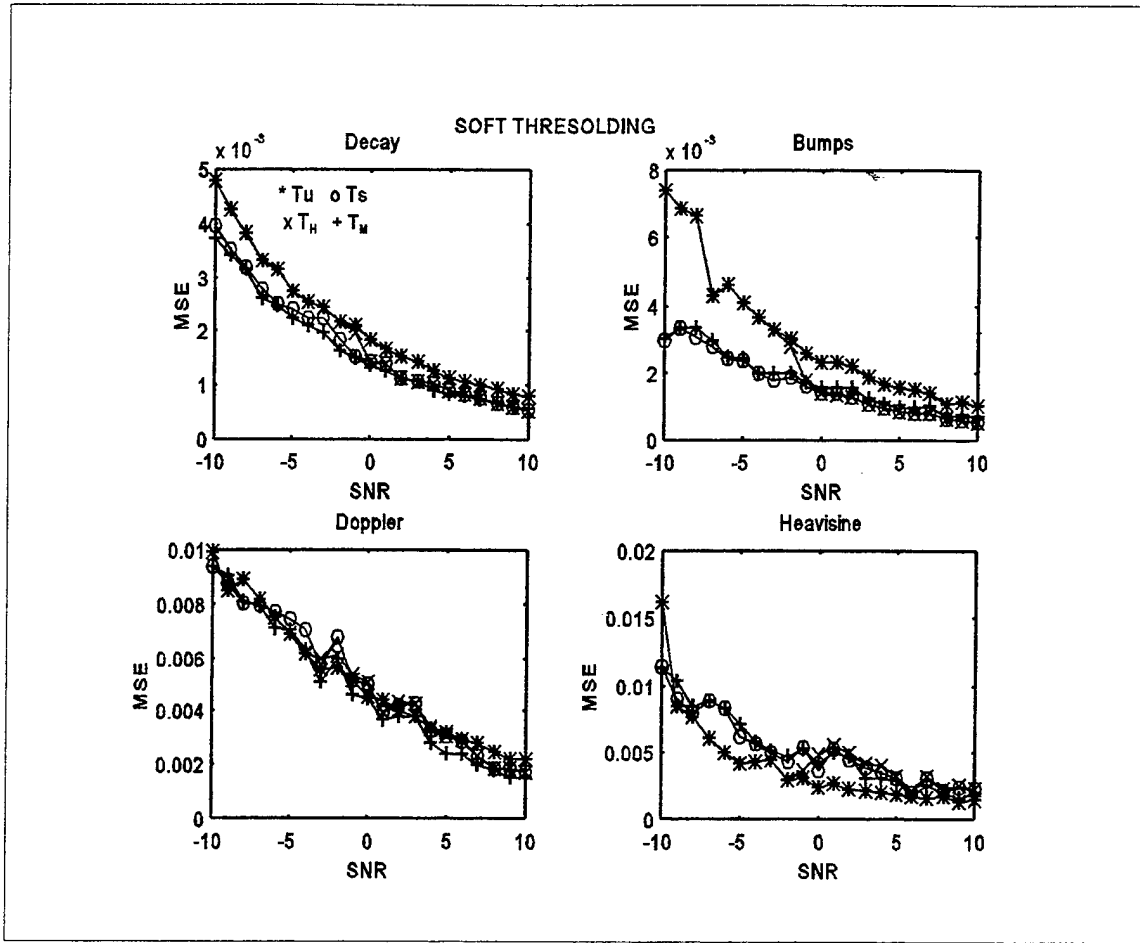 SOFT THRESOLDING
Decay
x 10⁻³
5
4
3
2
1
0
MSE
* Tu o Ts
x T_H + T_M
-10 -5 0 5 10
SNR
Bumps
x 10⁻³
8
6
4
2
0
MSE
-10 -5 0 5 10
SNR
Doppler
0.01
0.008
0.006
0.004
0.002
0
MSE
-10 -5 0 5 10
SNR
Heavisine
0.02
0.015
0.01
0.005
0
MSE
-10 -5 0 5 10
SNR